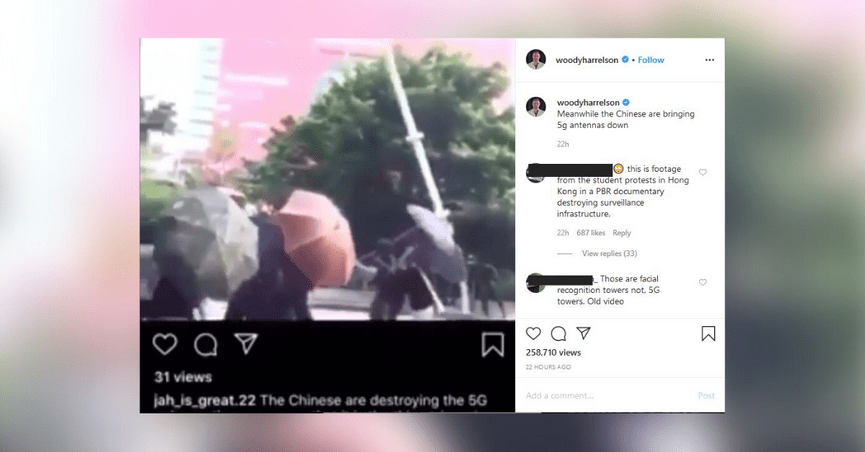 woodyharrelson • Follow
woodyharrelson
Meanwhile the Chinese are bringing
5g antennas down
22h
this is footage
from the student protests in Hong
Kong in a PBR documentary
destroying surveillance
infrastructure.
22h 687 likes Reply
View replies (33)
_ Those are facial
recognition towers not, 5G
towers. Old video
258,710 views
22 HOURS AGO
Add a comment... Post
31 views
jah_is_great.22 The Chinese are destroying the 5G